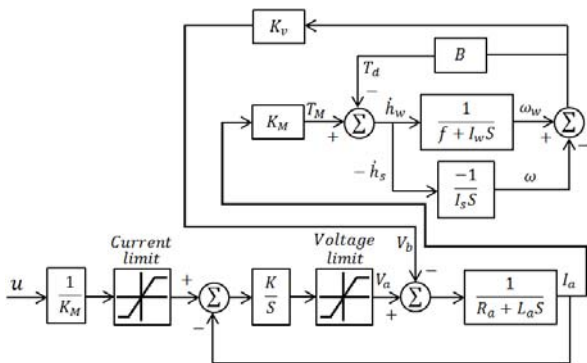 K_v
B
T_d
−
K_M
T_M
+
Σ
ḣ_w
1
f + I_w S
ω_w
+
Σ
−
− ḣ_s
−1
I_s S
ω
Current
limit
Voltage
limit
V_b
−
u
1
K_M
+
Σ
−
K
S
V_a
+
Σ
1
R_a + L_a S
I_a